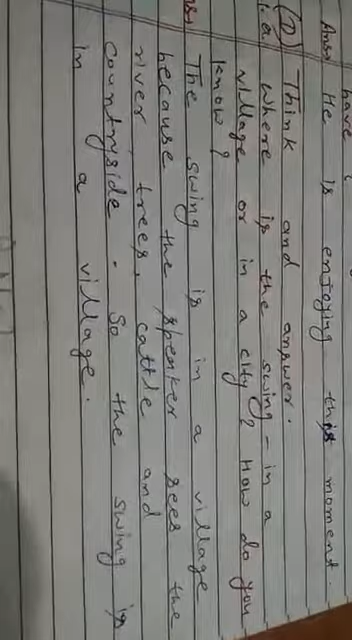 have
Ans) He is enjoying this moment.
(D) Think and answer.
1.a) Where is the swing - in a
village or in a city? How do you
know?
Ans) The swing is in a village
because the speaker sees the
river trees, cattle and
countryside. So the swing is
in a village.